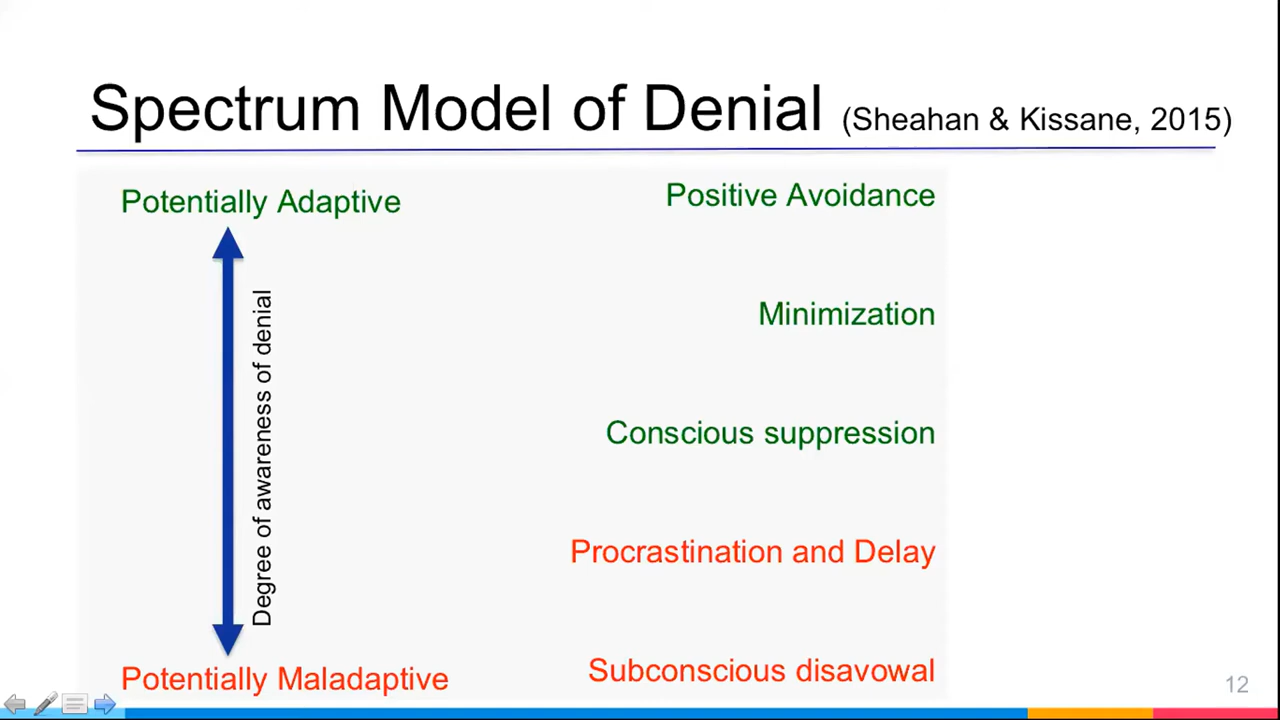 Spectrum Model of Denial (Sheahan & Kissane, 2015)
Potentially Adaptive
Positive Avoidance
Minimization
Degree of awareness of denial
Conscious suppression
Procrastination and Delay
Subconscious disavowal
Potentially Maladaptive
12